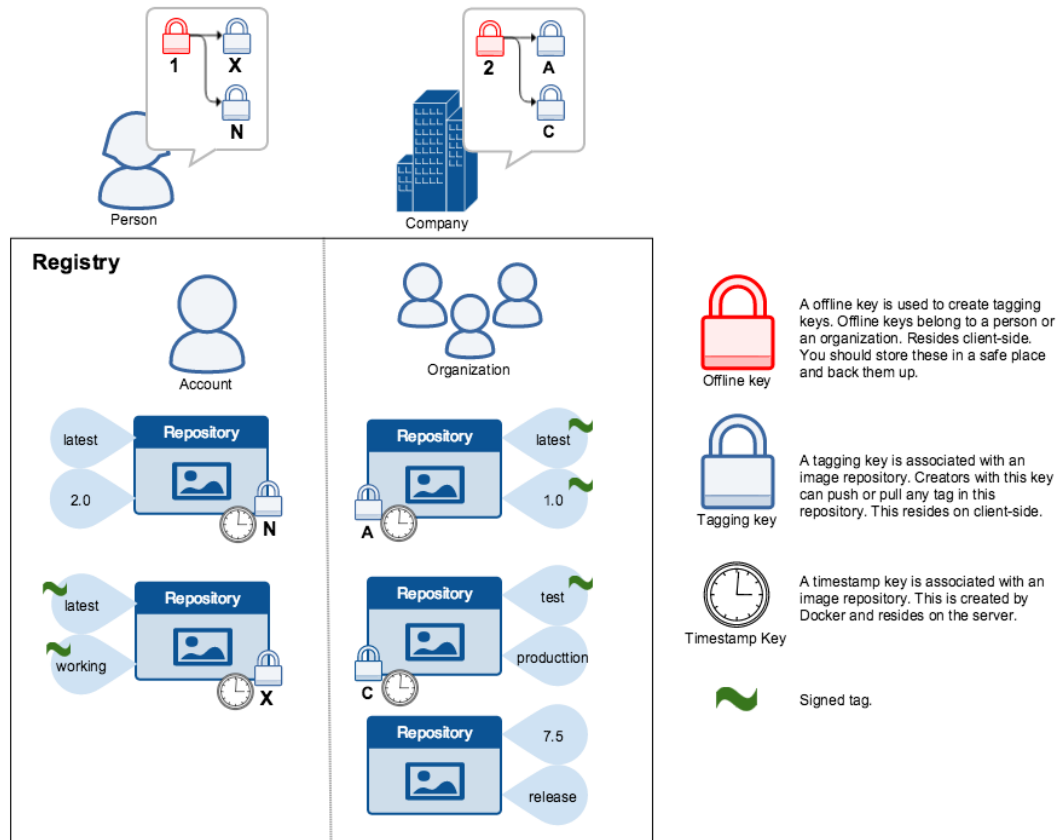 1
X
N
2
A
C
Person
Company
Registry
Account
Organization
latest
Repository
2.0
N
Repository
latest
1.0
A
latest
Repository
working
X
Repository
test
producttion
C
Repository
7.5
release
Offline key
A offline key is used to create tagging
keys. Offline keys belong to a person or
an organization. Resides client-side.
You should store these in a safe place
and back them up.
Tagging key
A tagging key is associated with an
image repository. Creators with this key
can push or pull any tag in this
repository. This resides on client-side.
Timestamp Key
A timestamp key is associated with an
image repository. This is created by
Docker and resides on the server.
Signed tag.